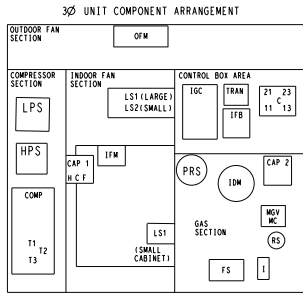 3Ø UNIT COMPONENT ARRANGEMENT
OUTDOOR FAN
SECTION
OFM
COMPRESSOR
SECTION
LPS
HPS
COMP
T1
T2
T3
INDOOR FAN
SECTION
LS1(LARGE)
LS2(SMALL)
IFM
CAP 1
H C F
LS1
(SMALL
CABINET)
CONTROL BOX AREA
IGC
TRAN
IFB
21 23
C
11 13
PRS
IDM
CAP 2
GAS
SECTION
MGV
MC
RS
FS
I